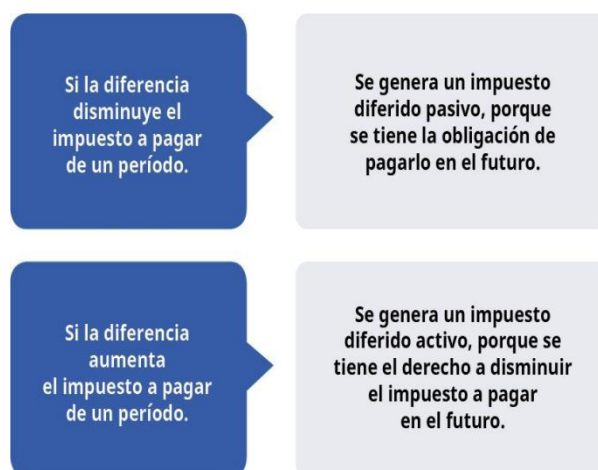 Si la diferencia
disminuye el
impuesto a pagar
de un período.
Se genera un impuesto
diferido pasivo, porque
se tiene la obligación de
pagarlo en el futuro.
Si la diferencia
aumenta
el impuesto a pagar
de un período.
Se genera un impuesto
diferido activo, porque se
tiene el derecho a disminuir
el impuesto a pagar
en el futuro.